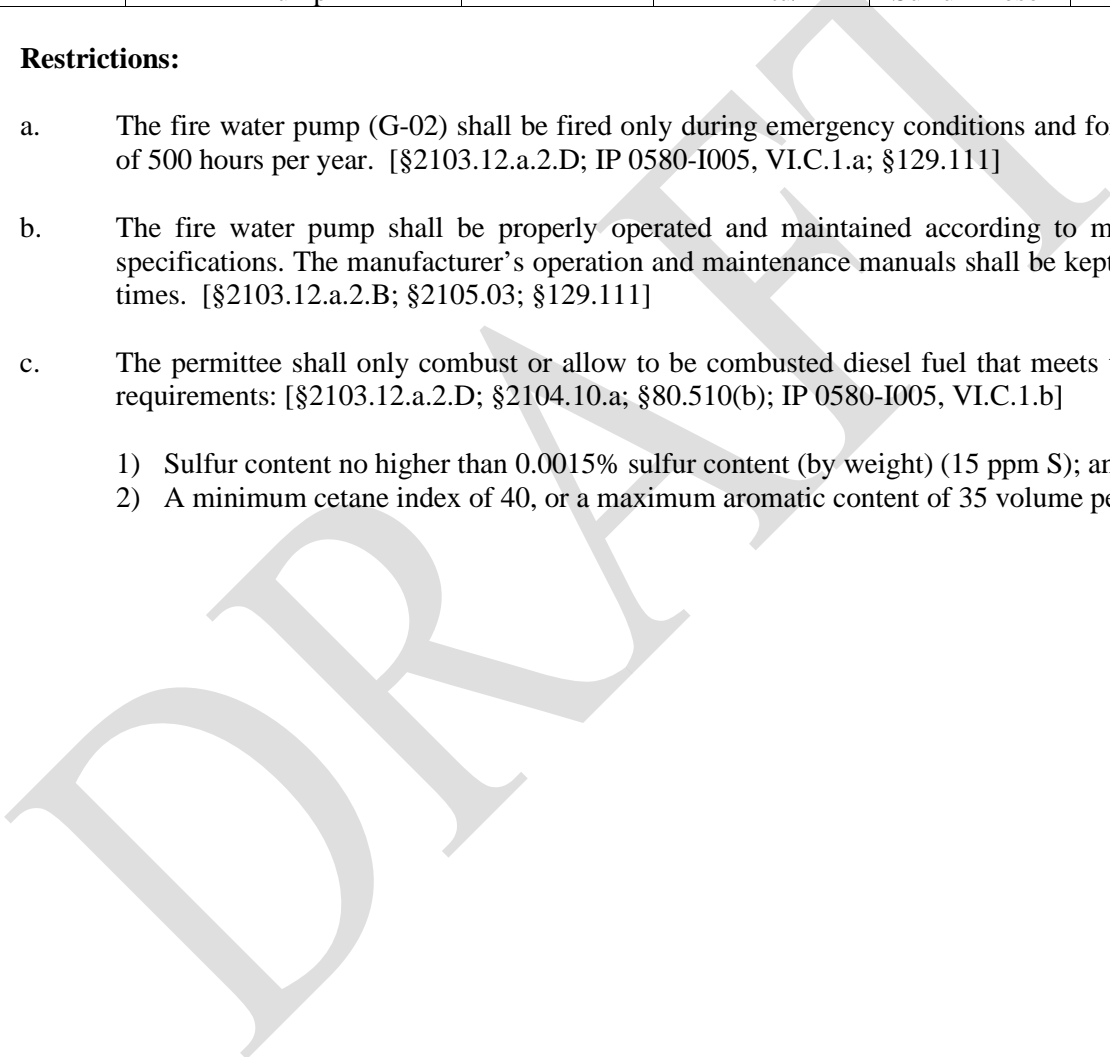 Restrictions:
a. The fire water pump (G-02) shall be fired only during emergency conditions and
of 500 hours per year. [§2103.12.a.2.D; IP 0580-I005, VI.C.1.a; §129.111]
b. The fire water pump shall be properly operated and maintained according to
specifications. The manufacturer’s operation and maintenance manuals shall be kept
times. [§2103.12.a.2.B; §2105.03; §129.111]
c. The permittee shall only combust or allow to be combusted diesel fuel that meets
requirements: [§2103.12.a.2.D; §2104.10.a; §80.510(b); IP 0580-I005, VI.C.1.b]
1) Sulfur content no higher than 0.0015% sulfur content (by weight) (15 ppm S);
2) A minimum cetane index of 40, or a maximum aromatic content of 35 volume
DRAFT